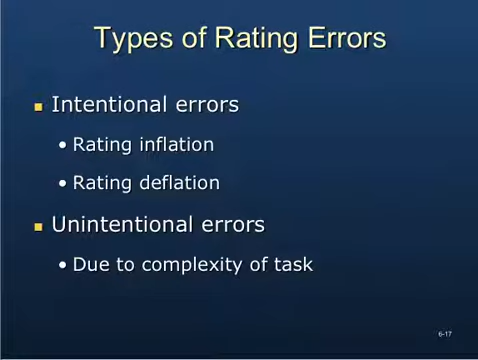 Types of Rating Errors
Intentional errors
• Rating inflation
• Rating deflation
Unintentional errors
• Due to complexity of task
6-17